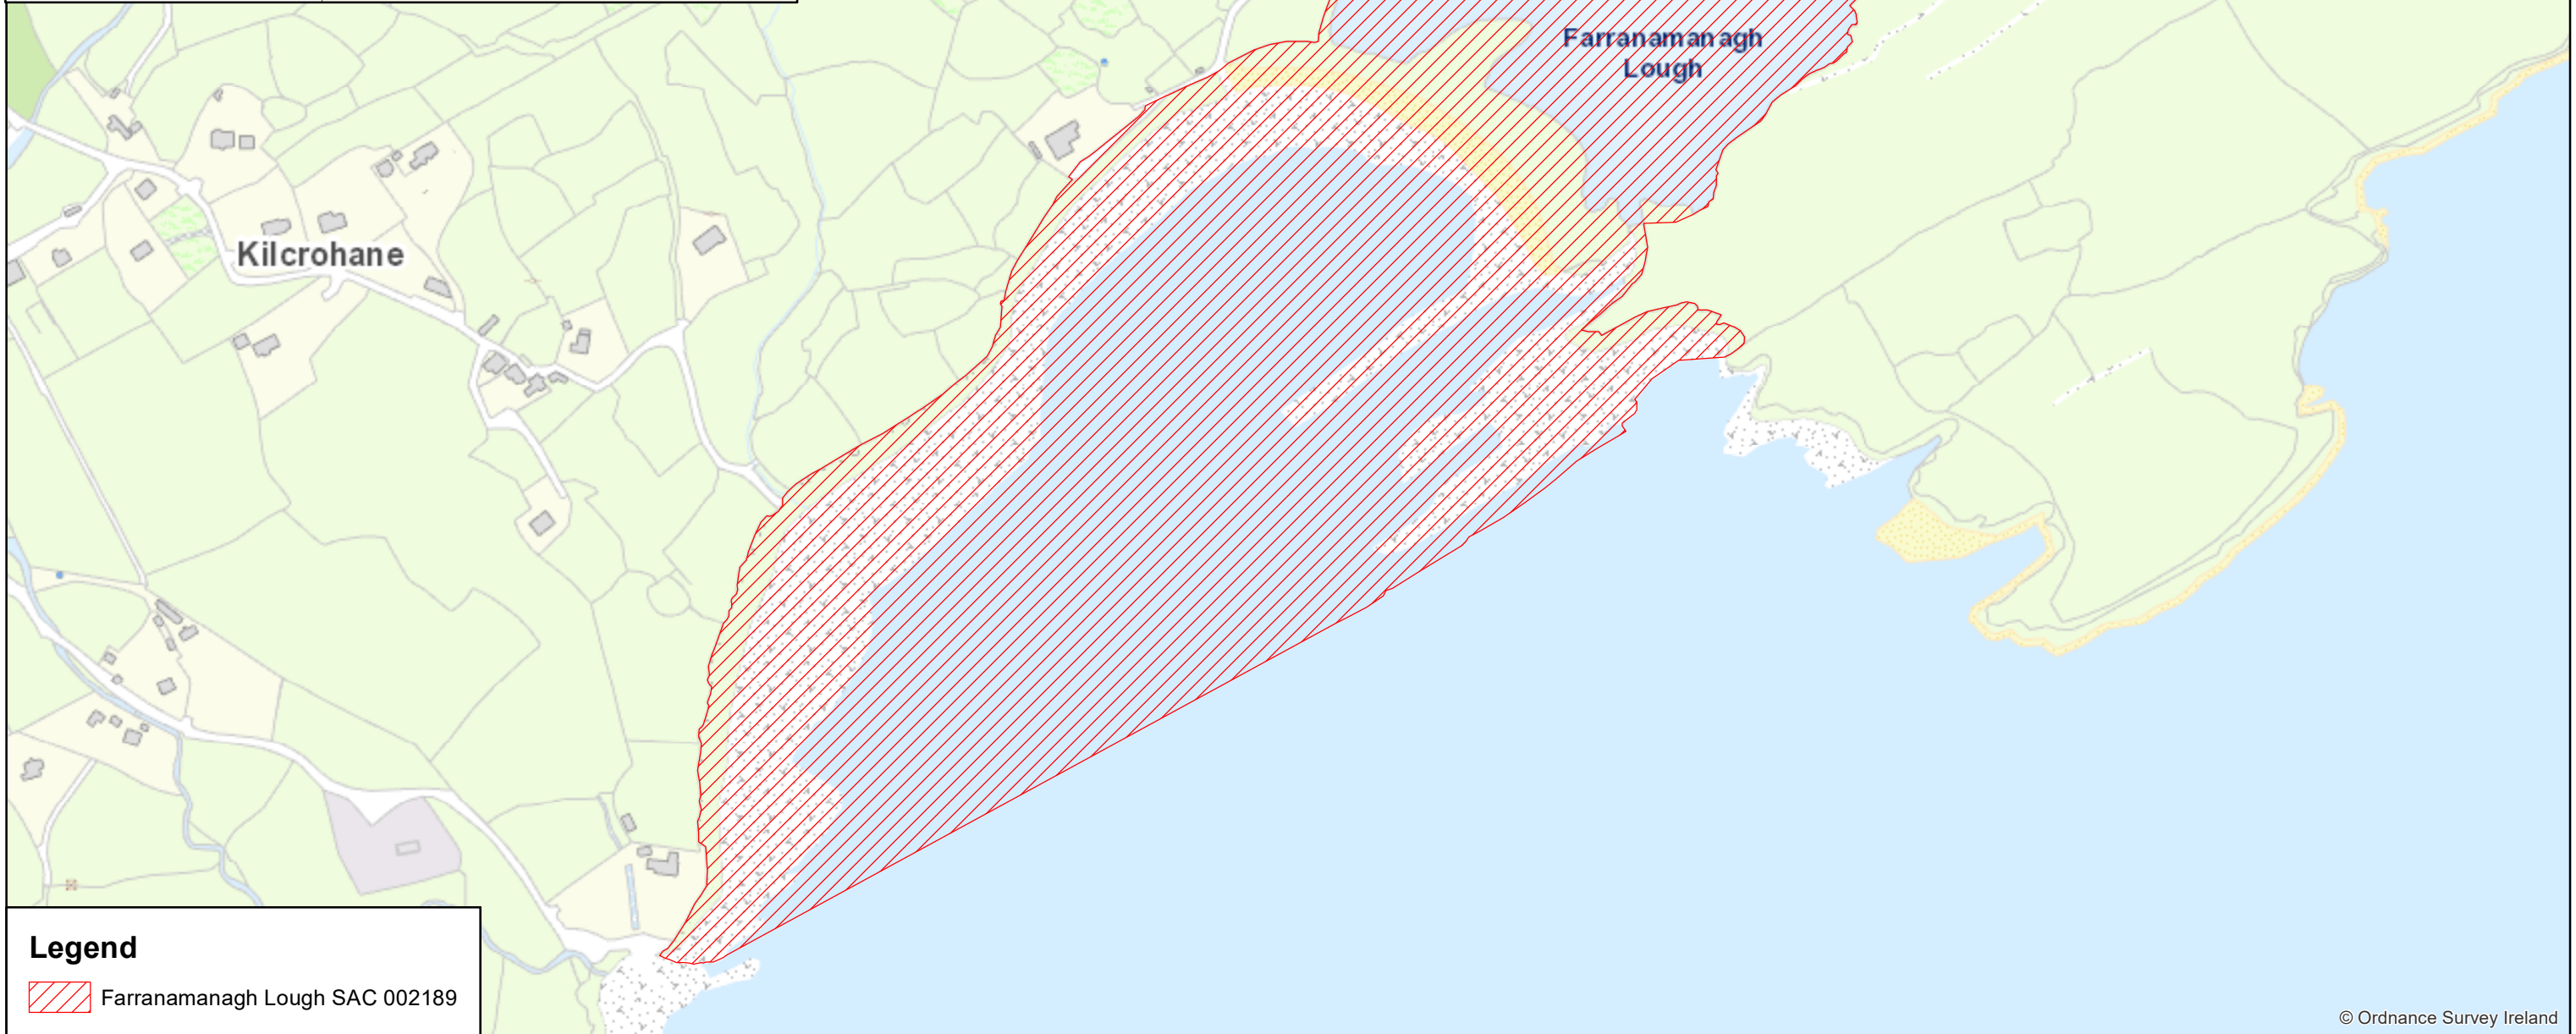 Farranamanagh
Lough
Kilcrohane
Legend
Farranamanagh Lough SAC 002189
© Ordnance Survey Ireland